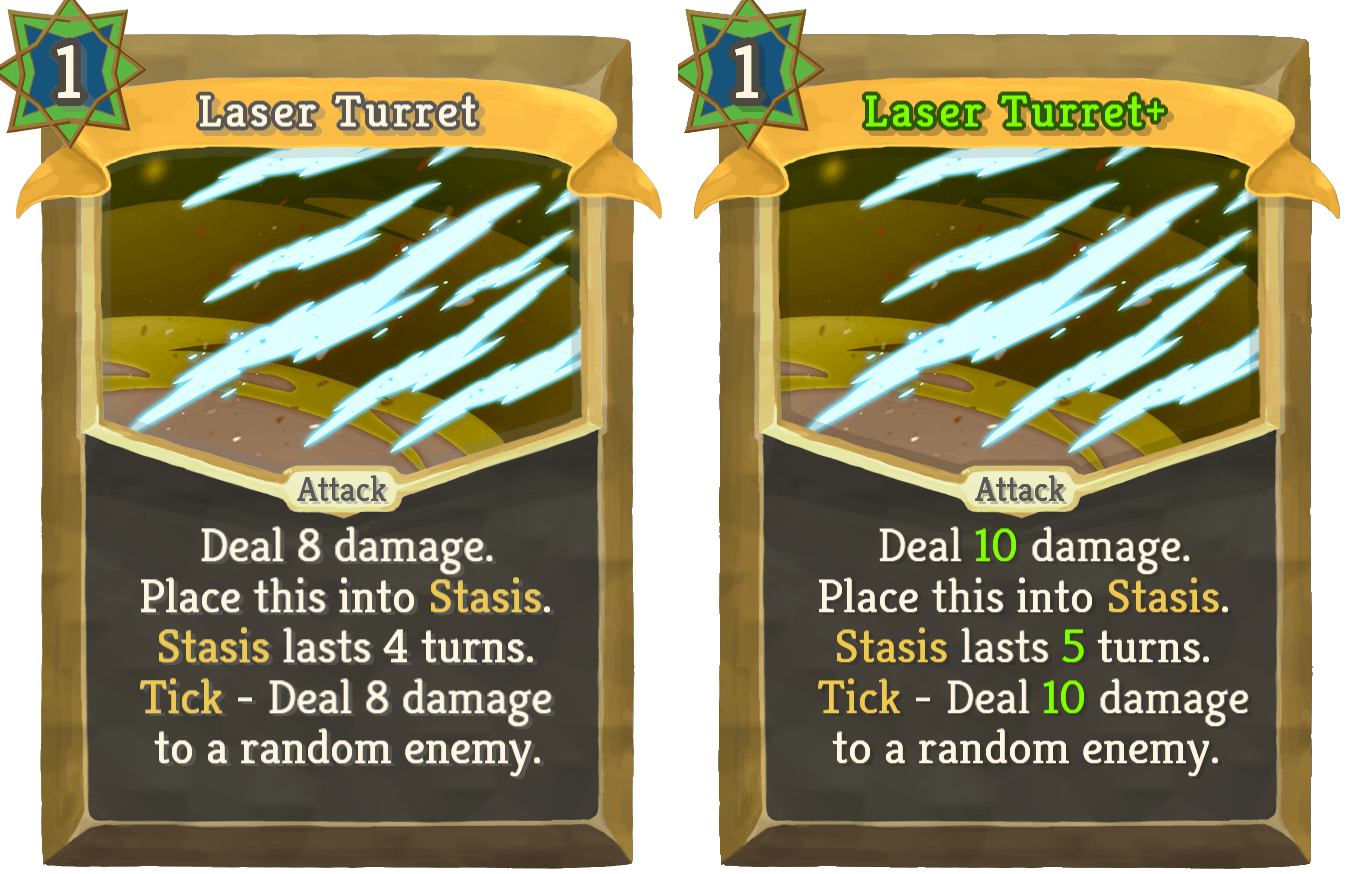 1
Laser Turret
Attack
Deal 8 damage.
Place this into Stasis.
Stasis lasts 4 turns.
Tick - Deal 8 damage
to a random enemy.
1
Laser Turret+
Attack
Deal 10 damage.
Place this into Stasis.
Stasis lasts 5 turns.
Tick - Deal 10 damage
to a random enemy.